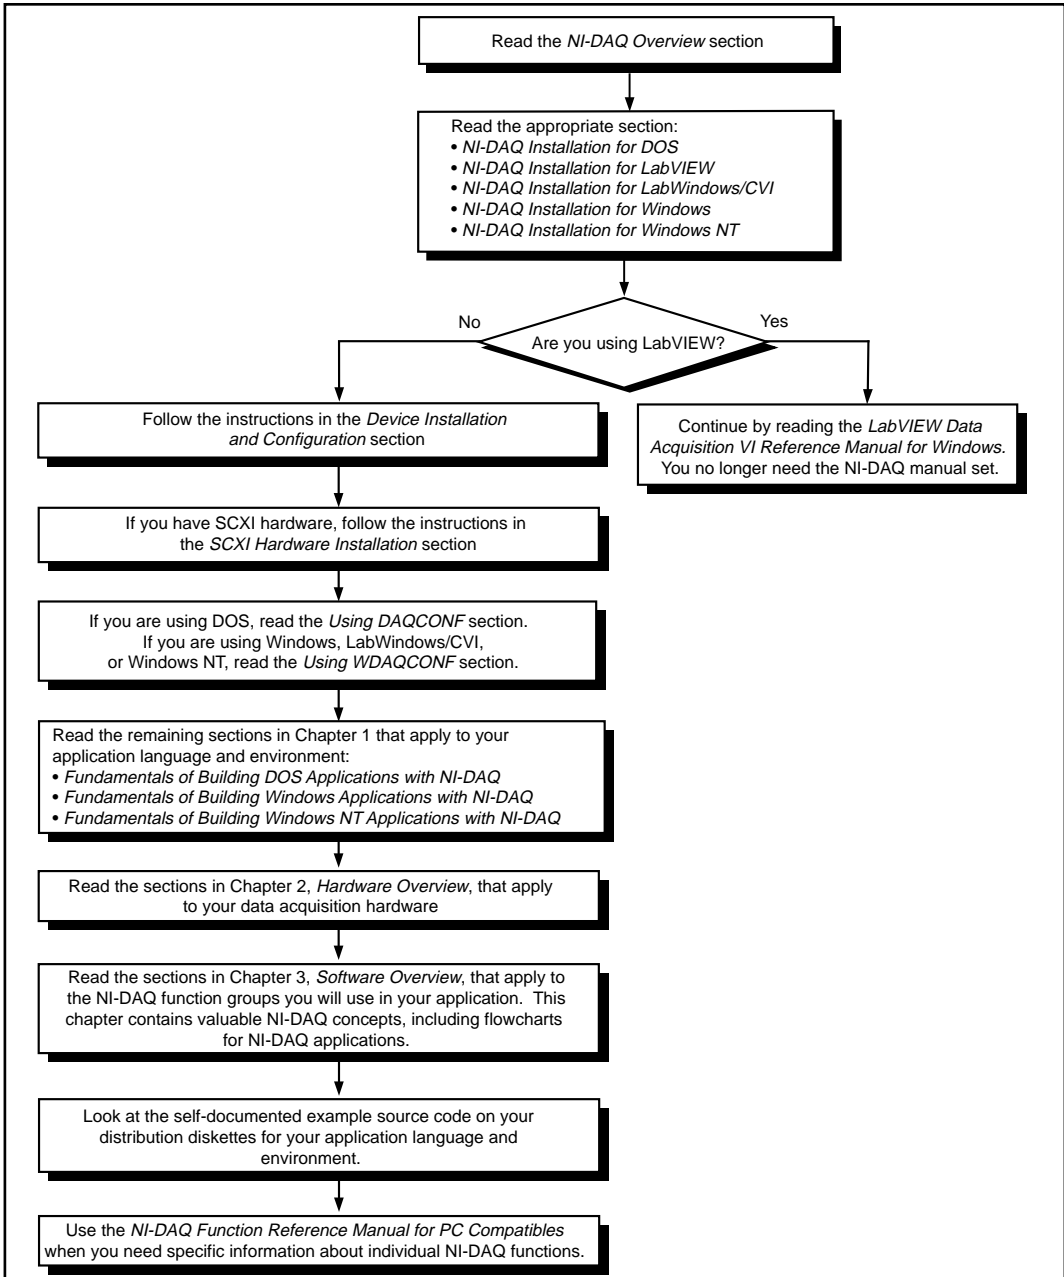 Read the NI-DAQ Overview section
Read the appropriate section:
• NI-DAQ Installation for DOS
• NI-DAQ Installation for LabVIEW
• NI-DAQ Installation for LabWindows/CVI
• NI-DAQ Installation for Windows
• NI-DAQ Installation for Windows NT
No
Yes
Are you using LabVIEW?
Follow the instructions in the Device Installation
and Configuration section
Continue by reading the LabVIEW Data
Acquisition VI Reference Manual for Windows.
You no longer need the NI-DAQ manual set.
If you have SCXI hardware, follow the instructions in
the SCXI Hardware Installation section
If you are using DOS, read the Using DAQCONF section.
If you are using Windows, LabWindows/CVI,
or Windows NT, read the Using WDAQCONF section.
Read the remaining sections in Chapter 1 that apply to your
application language and environment:
• Fundamentals of Building DOS Applications with NI-DAQ
• Fundamentals of Building Windows Applications with NI-DAQ
• Fundamentals of Building Windows NT Applications with NI-DAQ
Read the sections in Chapter 2, Hardware Overview, that apply
to your data acquisition hardware
Read the sections in Chapter 3, Software Overview, that apply to
the NI-DAQ function groups you will use in your application. This
chapter contains valuable NI-DAQ concepts, including flowcharts
for NI-DAQ applications.
Look at the self-documented example source code on your
distribution diskettes for your application language and
environment.
Use the NI-DAQ Function Reference Manual for PC Compatibles
when you need specific information about individual NI-DAQ functions.